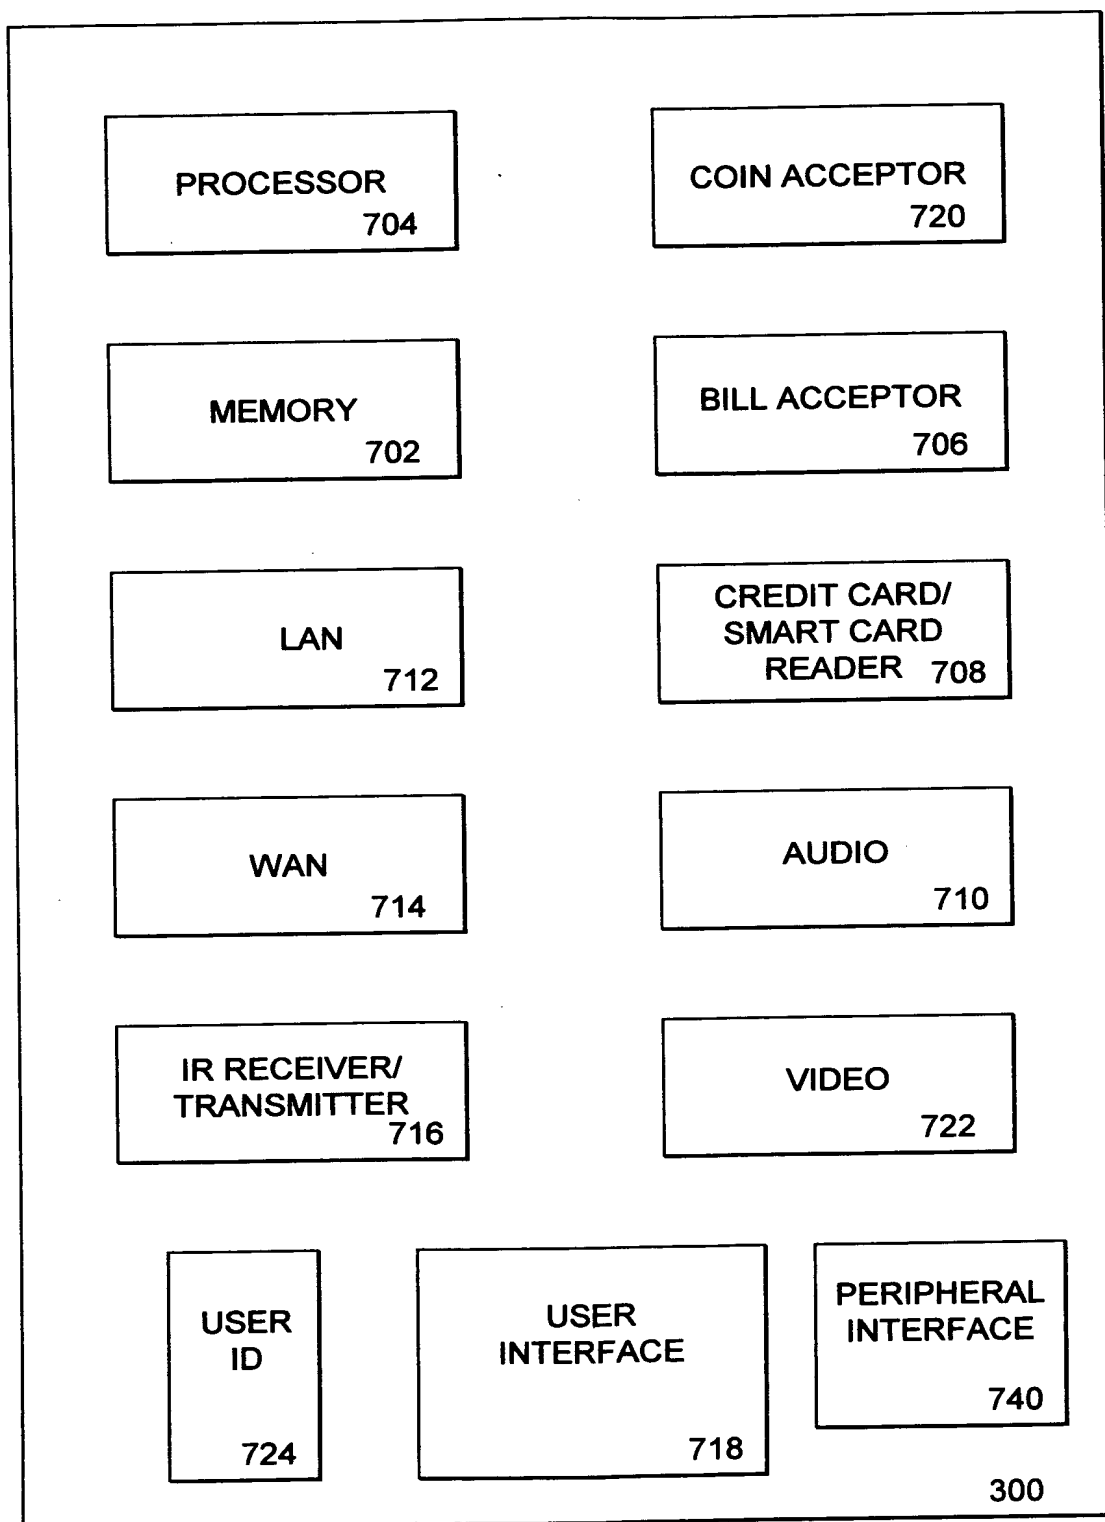 PROCESSOR
704
COIN ACCEPTOR
720
MEMORY
702
BILL ACCEPTOR
706
LAN
712
CREDIT CARD/
SMART CARD
READER 708
WAN
714
AUDIO
710
IR RECEIVER/
TRANSMITTER
716
VIDEO
722
USER
ID
724
USER
INTERFACE
718
PERIPHERAL
INTERFACE
740
300